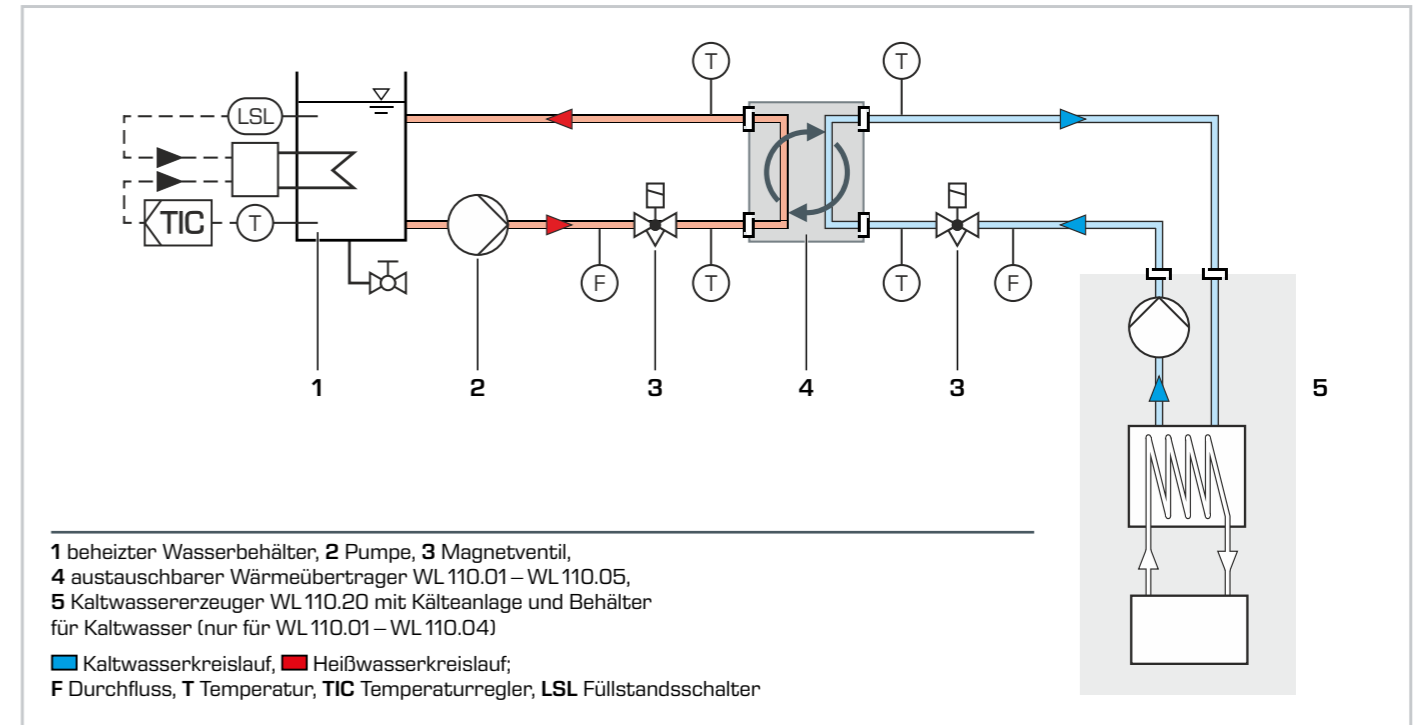 T
T
LSL
TIC
T
F
T
T
F
1
2
3
4
3
5
1 beheizter Wasserbehälter, 2 Pumpe, 3 Magnetventil,
4 austauschbarer Wärmeübertrager WL 110.01 – WL 110.05,
5 Kaltwassererzeuger WL 110.20 mit Kälteanlage und Behälter
für Kaltwasser (nur für WL 110.01 – WL 110.04)
Kaltwasserkreislauf, Heißwasserkreislauf;
F Durchfluss, T Temperatur, TIC Temperaturregler, LSL Füllstandsschalter